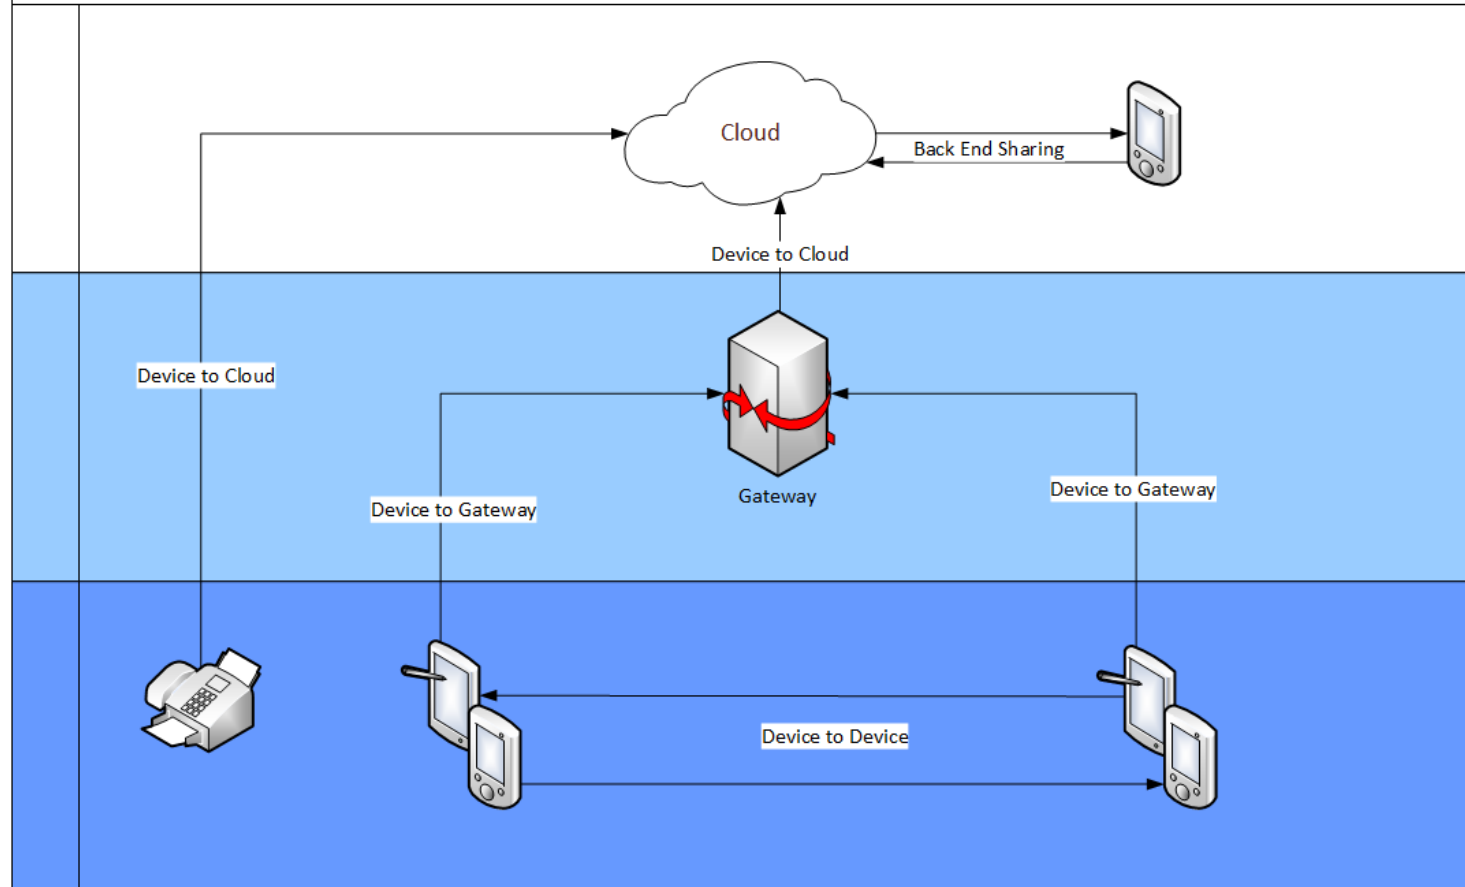 Cloud
Back End Sharing
Device to Cloud
Device to Cloud
Gateway
Device to Gateway
Device to Gateway
Device to Device